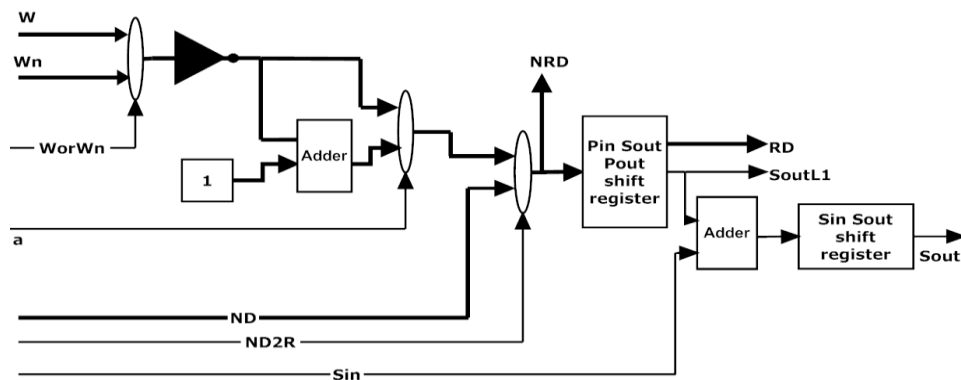 W
Wn
WorWn
1
Adder
a
NRD
Pin Sout
Pout
shift
register
RD
SoutL1
Adder
Sin Sout
shift
register
Sout
ND
ND2R
Sin